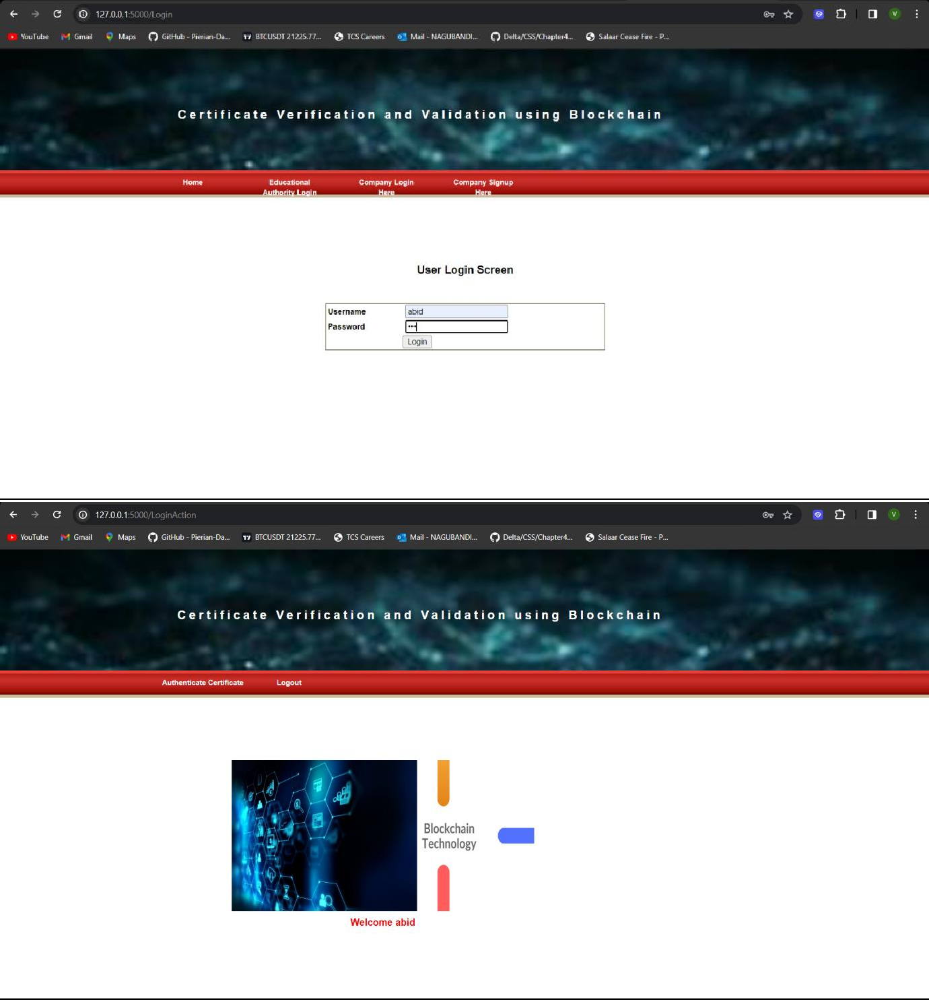 127.0.0.1:5000/Login
YouTube Gmail Maps GitHub - Pierian-Da... BTCUSDT 21225.77... TCS Careers Mail - NAGUBANDI... Delta/CSS/Chapter4... Salaar Cease Fire - P...
Certificate Verification and Validation using Blockchain
Home Educational Company Login Company Signup
Authority Login Here Here
User Login Screen
Username abid
Password •••
Login
127.0.0.1:5000/LoginAction
YouTube Gmail Maps GitHub - Pierian-Da... BTCUSDT 21225.77... TCS Careers Mail - NAGUBANDI... Delta/CSS/Chapter4... Salaar Cease Fire - P...
Certificate Verification and Validation using Blockchain
Authenticate Certificate Logout
Blockchain
Technology
Welcome abid